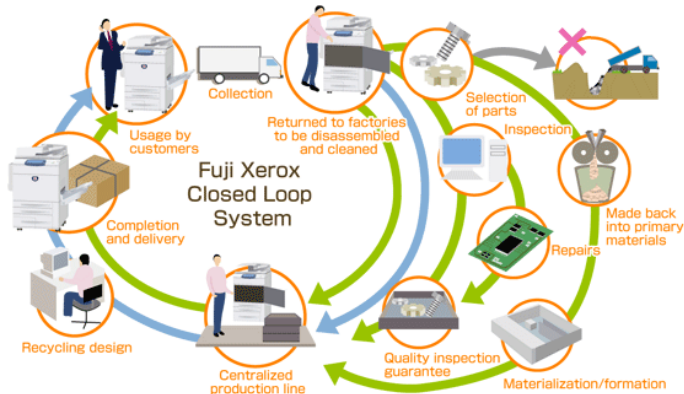 Collection
Usage by
customers
Returned to factories
to be disassembled
and cleaned
Selection
of parts
Inspection
Fuji Xerox
Closed Loop
System
Made back
into primary
materials
Completion
and delivery
Repairs
Recycling design
Centralized
production line
Quality inspection
guarantee
Materialization/formation